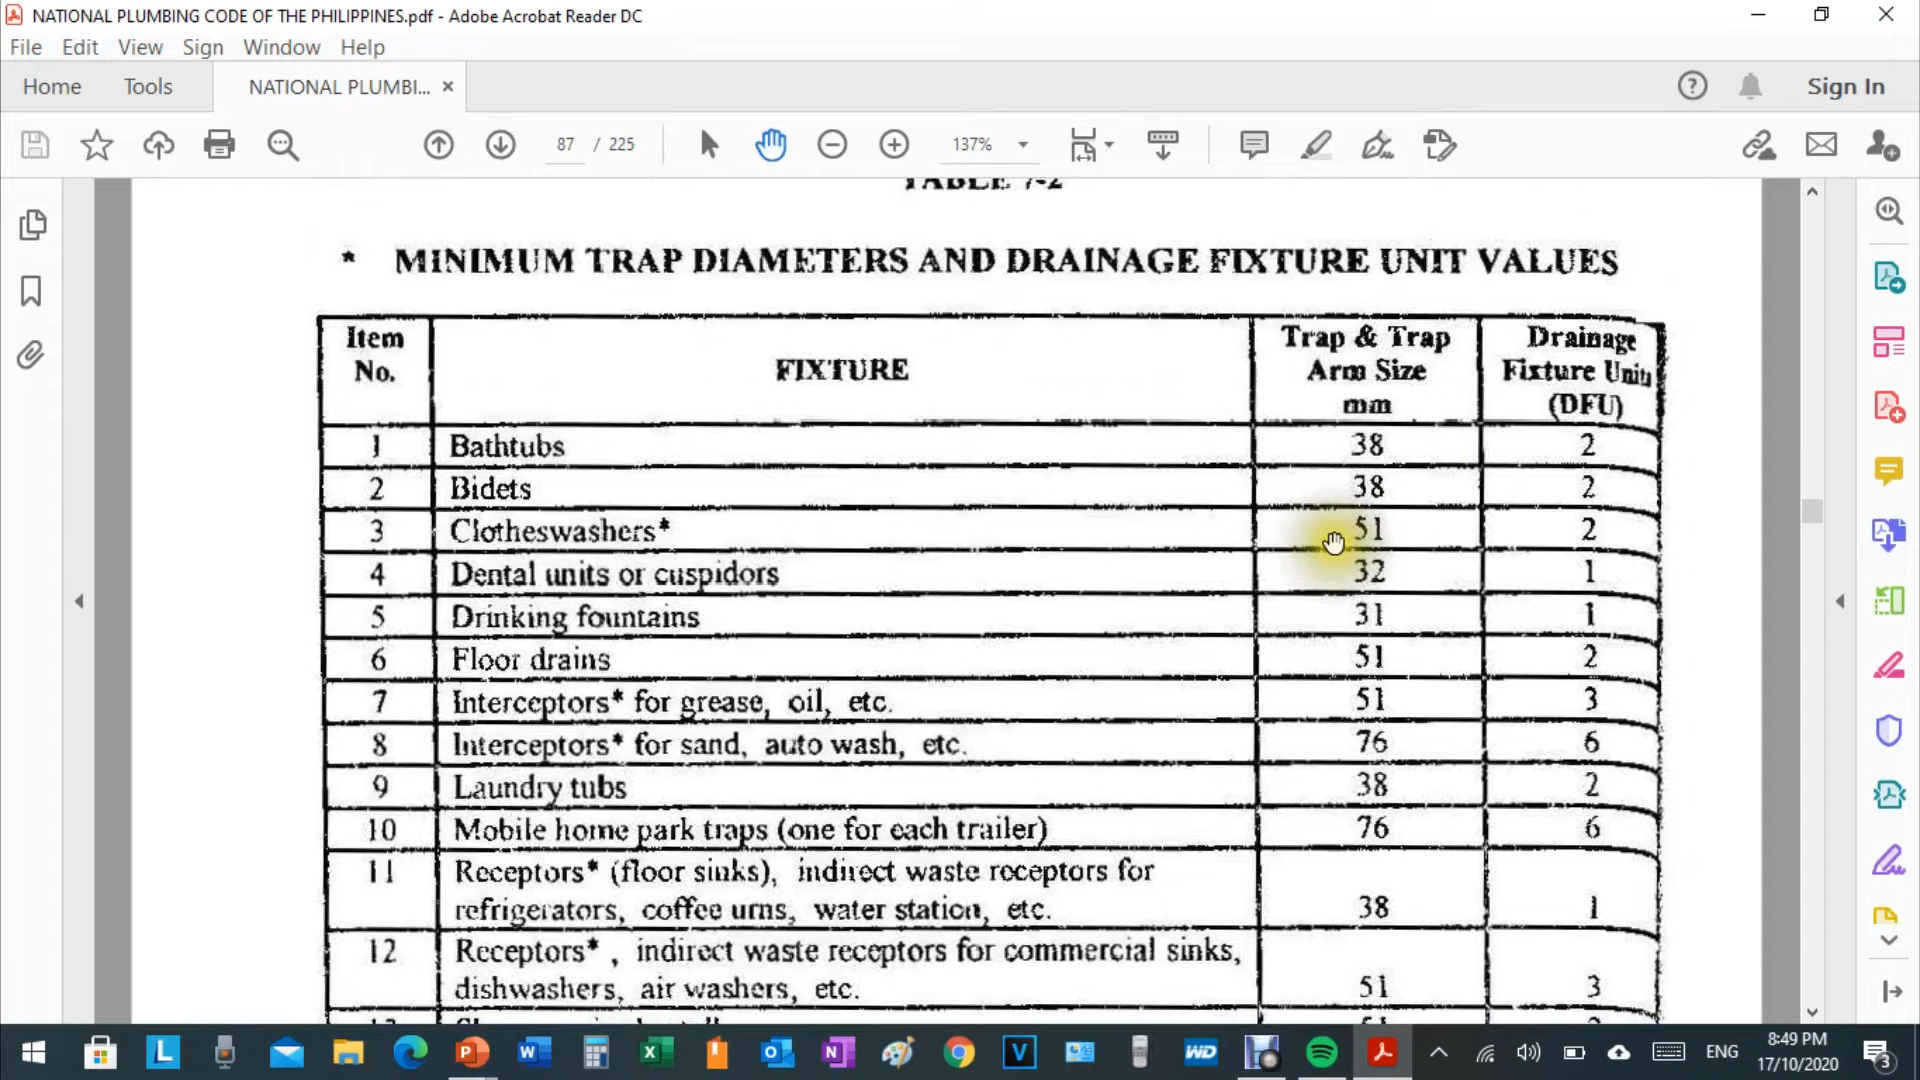 NATIONAL PLUMBING CODE OF THE PHILIPPINES.pdf - Adobe Acrobat Reader DC
File Edit View Sign Window Help
Home Tools NATIONAL PLUMBI... × Sign In
87 / 225 137%
TABLE 7-2
* MINIMUM TRAP DIAMETERS AND DRAINAGE FIXTURE UNIT VALUES
Item No. FIXTURE Trap & Trap Arm Size mm Drainage Fixture Units (DFU)
1 Bathtubs 38 2
2 Bidets 38 2
3 Clotheswashers* 51 2
4 Dental units or cuspidors 32 1
5 Drinking fountains 31 1
6 Floor drains 51 2
7 Interceptors* for grease, oil, etc. 51 3
8 Interceptors* for sand, auto wash, etc. 76 6
9 Laundry tubs 38 2
10 Mobile home park traps (one for each trailer) 76 6
11 Receptors* (floor sinks), indirect waste receptors for
refrigerators, coffee urns, water station, etc. 38 1
12 Receptors* , indirect waste receptors for commercial sinks,
dishwashers, air washers, etc. 51 3
ENG 8:49 PM
17/10/2020 3